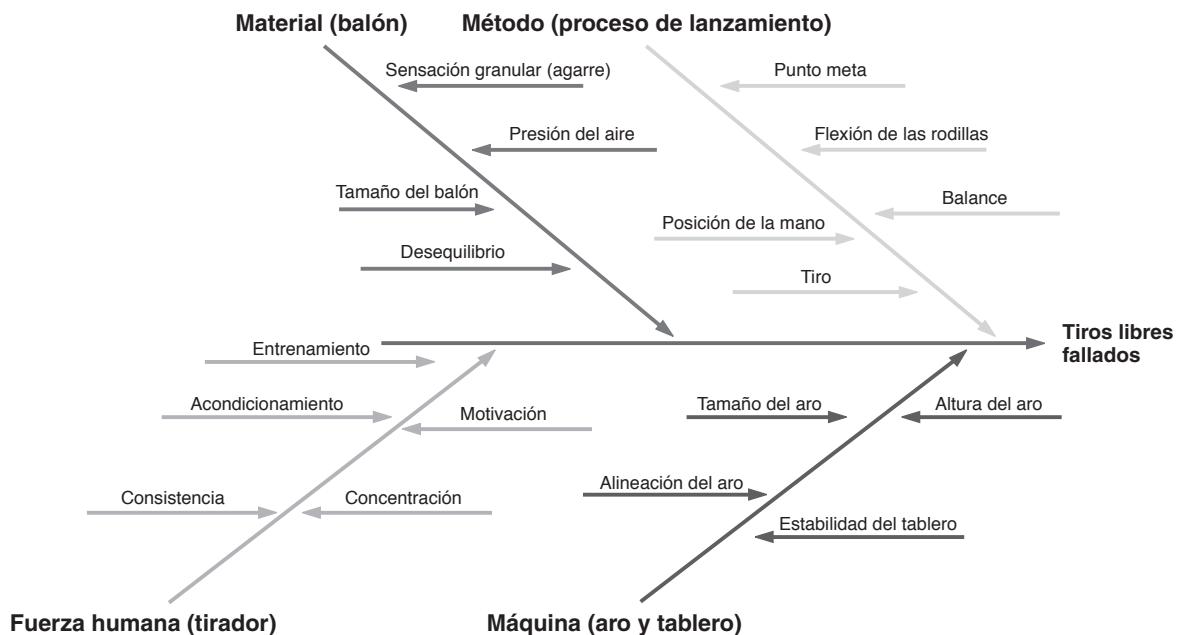 Material (balón)
Método (proceso de lanzamiento)
Sensación granular (agarre)
Punto meta
Presión del aire
Flexión de las rodillas
Tamaño del balón
Balance
Posición de la mano
Desequilibrio
Tiro
Tiros libres
fallados
Entrenamiento
Acondicionamiento
Motivación
Tamaño del aro
Altura del aro
Alineación del aro
Consistencia
Concentración
Estabilidad del tablero
Fuerza humana (tirador)
Máquina (aro y tablero)